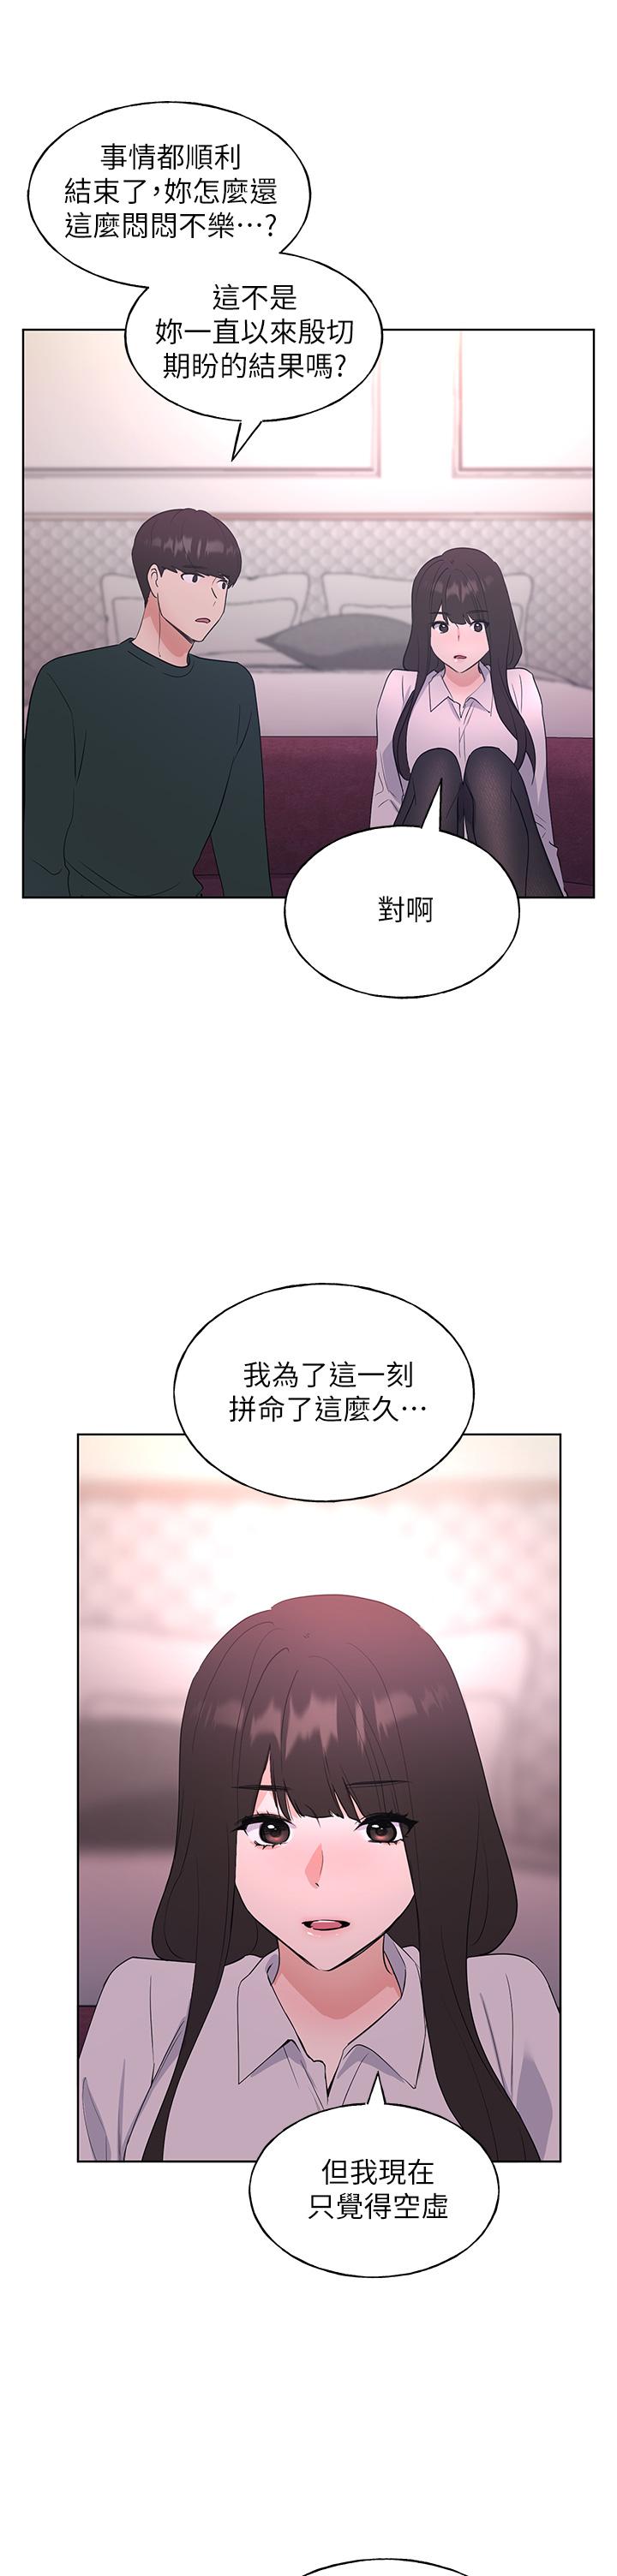 事情都順利
結束了，妳怎麼還
這麼悶悶不樂…?
這不是
妳一直以來殷切
期盼的結果嗎?
對啊
我為了這一刻
拼命了這麼久…
但我現在
只覺得空虛